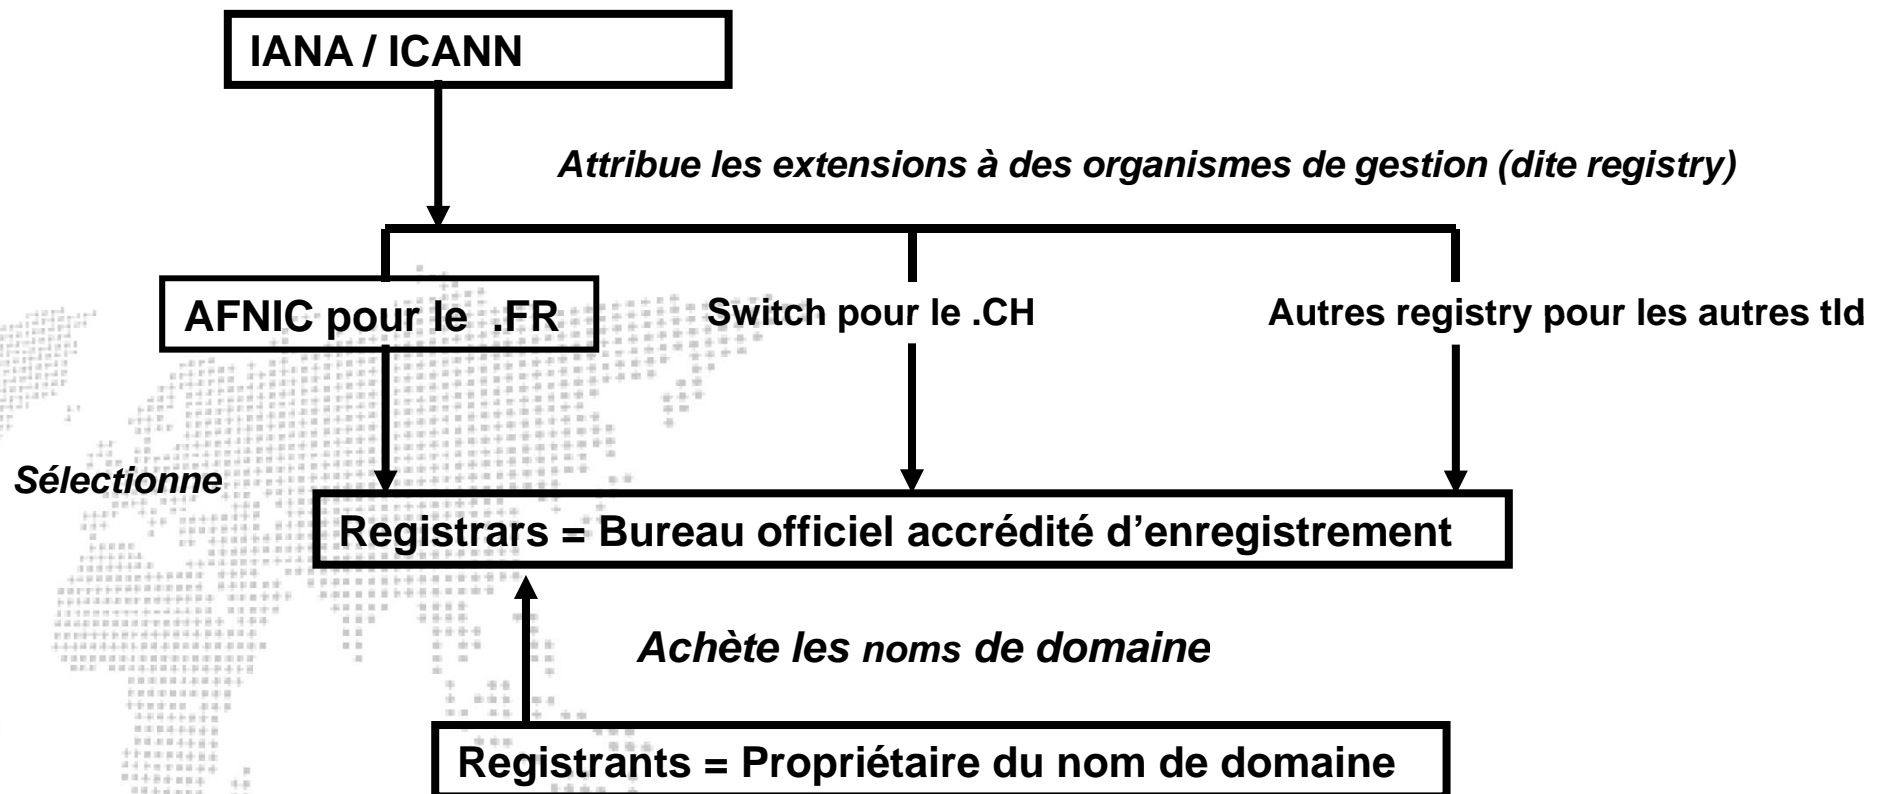 IANA / ICANN
Attribue les extensions à des organismes de gestion (dite registry)
AFNIC pour le .FR
Switch pour le .CH
Autres registry pour les autres tld
Sélectionne
Registrars = Bureau officiel accrédité d'enregistrement
Achète les noms de domaine
Registrants = Propriétaire du nom de domaine